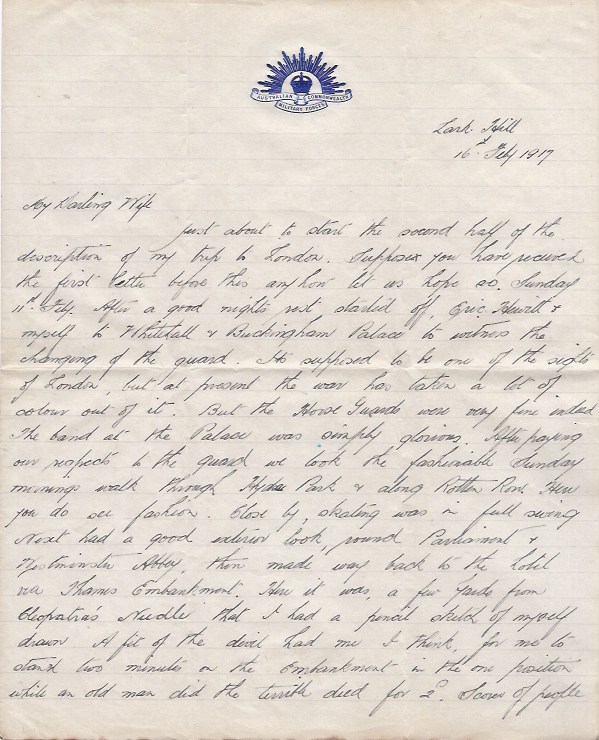 AUSTRALIAN COMMONWEALTH
MILITARY FORCES
Lark Hill
16th Feby 1917
My Darling Wife
Just about to start the second half of the
description of my trip to London. Suppose you have received
the first letter before this anyhow let us hope so. Sunday
11th Feby. After a good nights rest, started off, Eric Hewitt &
myself to Whitehall & Buckingham Palace to witness the
changing of the guard. Its supposed to be one of the sights
of London, but at present the war has taken a lot of
colour out of it. But the Horse Guards were very fine indeed
The band at the Palace was simply glorious. After paying
our respects to the guard we took the fashionable Sunday
mornings walk through Hyde Park & along Rotten Row. Here
you do see fashion. Close by, skating was in full swing
Next had a good interior look, round Parliament &
Westminster Abbey, then made way back to the hotel
via Thames Embankment. Here it was, a few yards from
Cleopatra's Needle that I had a pencil sketch of myself
drawn A fit of the devil had me I think, for me to
stand two minutes on the Embankment in the one position
while an old man did the terrible died for 2d. Scores of people